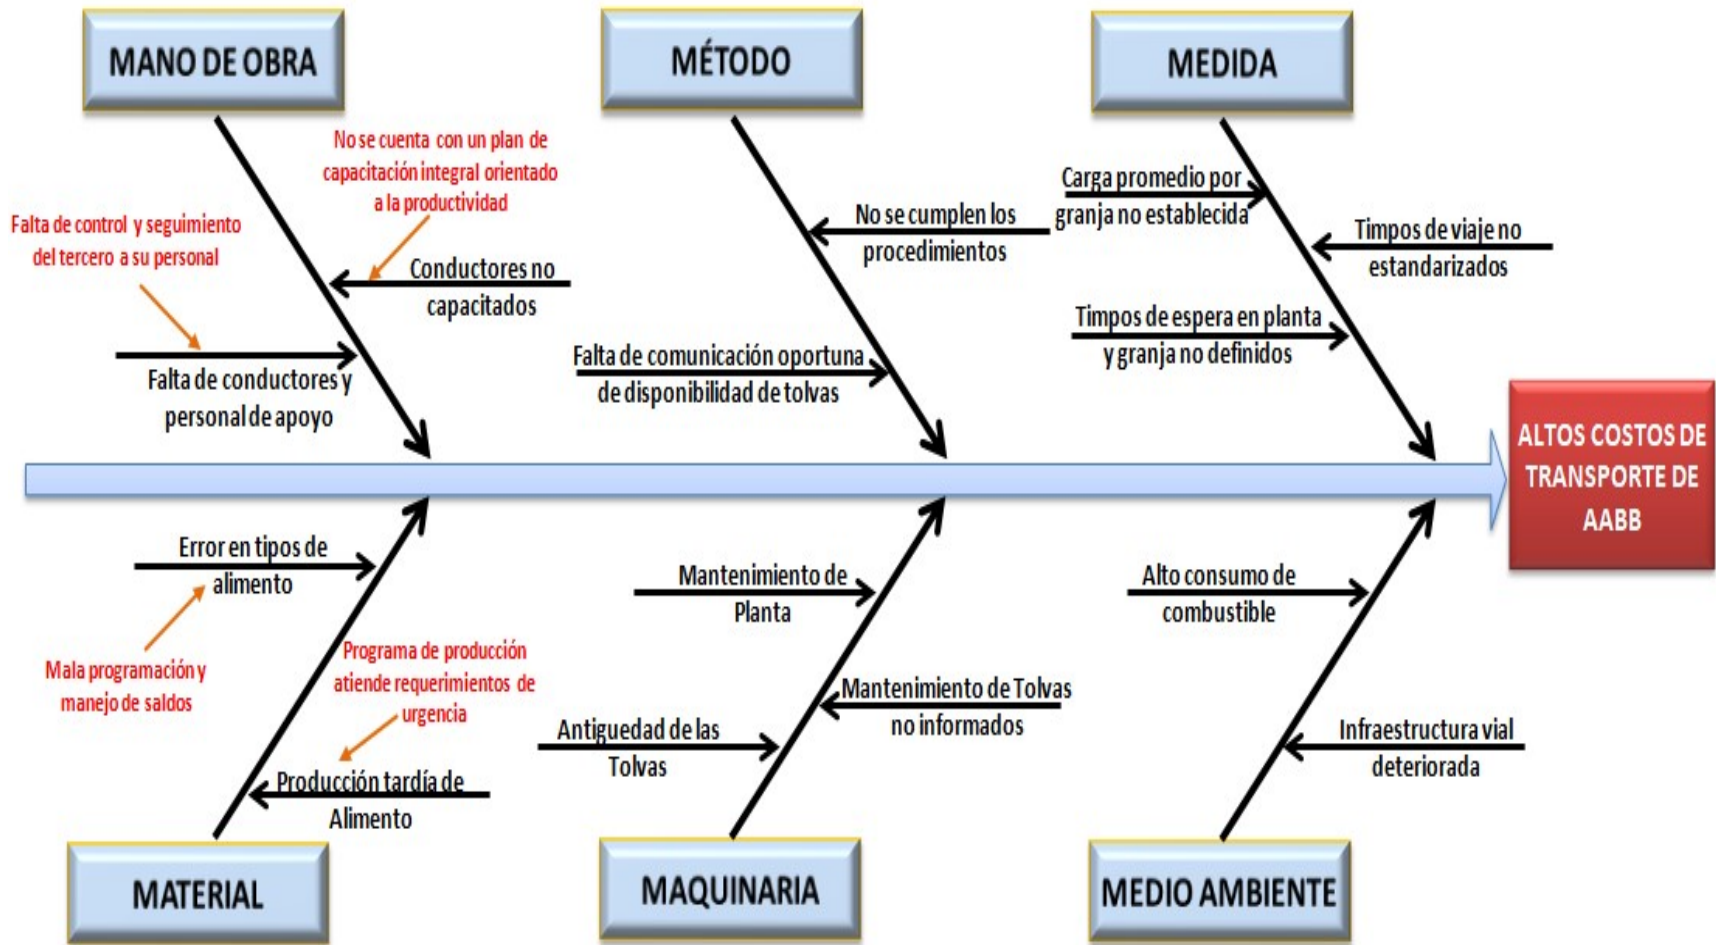 MANO DE OBRA
MÉTODO
MEDIDA
No se cuenta con un plan de
capacitación integral orientado
a la productividad
Falta de control y seguimiento
del tercero a su personal
Conductores no
capacitados
Falta de conductores y
personal de apoyo
No se cumplen los
procedimientos
Falta de comunicación oportuna
de disponibilidad de tolvas
Carga promedio por
granja no establecida
Timpos de viaje no
estandarizados
Timpos de espera en planta
y granja no definidos
ALTOS COSTOS DE
TRANSPORTE DE
AABB
Error en tipos de
alimento
Mala programación y
manejo de saldos
Programa de producción
atiende requerimientos de
urgencia
Producción tardía de
Alimento
Mantenimiento de
Planta
Mantenimiento de Tolvas
no informados
Antiguedad de las
Tolvas
Alto consumo de
combustible
Infraestructura vial
deteriorada
MATERIAL
MAQUINARIA
MEDIO AMBIENTE